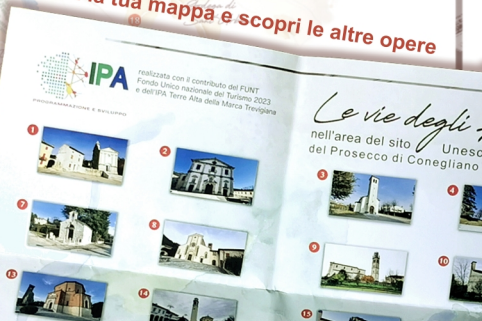 tua mappa e scopri le altre opere
IPA
PROGRAMMAZIONE E SVILUPPO
realizzata con il contributo del FUNT
Fondo Unico nazionale del Turismo 2023
e dell'IPA Terre Alta della Marca Trevigiana
Le vie degli
nell'area del sito Unesco
del Prosecco di Conegliano
1
2
3
4
7
8
9
10
13
14
15